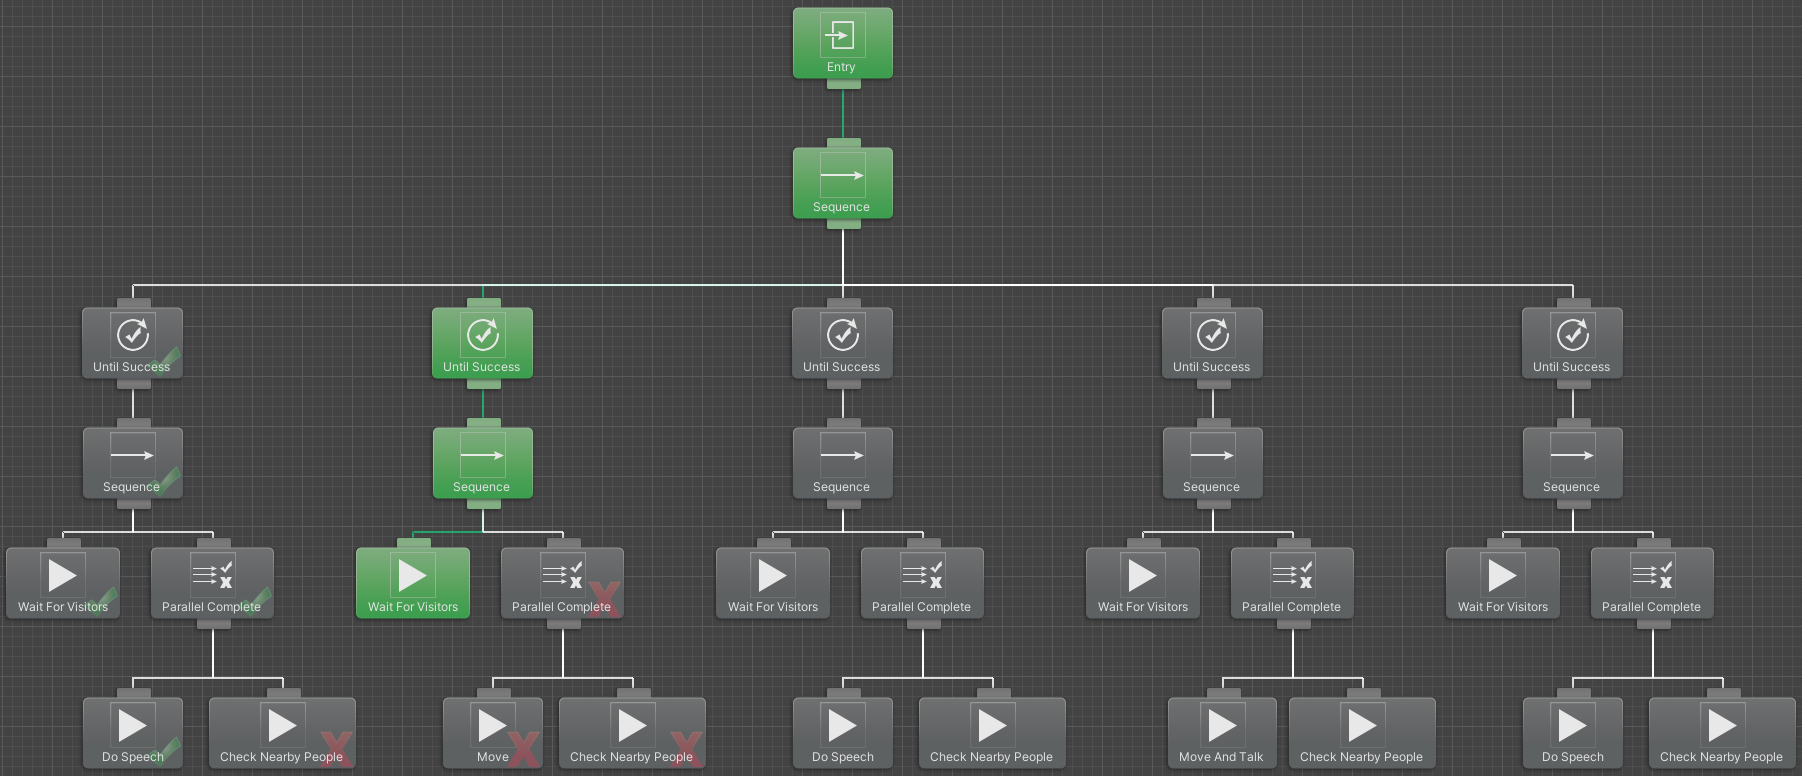 Entry
Sequence
Until Success
Until Success
Until Success
Until Success
Until Success
Sequence
Sequence
Sequence
Sequence
Sequence
Wait For Visitors
Parallel Complete
Wait For Visitors
Parallel Complete
Wait For Visitors
Parallel Complete
Wait For Visitors
Parallel Complete
Wait For Visitors
Parallel Complete
Do Speech
Check Nearby People
Move
Check Nearby People
Do Speech
Check Nearby People
Move And Talk
Check Nearby People
Do Speech
Check Nearby People